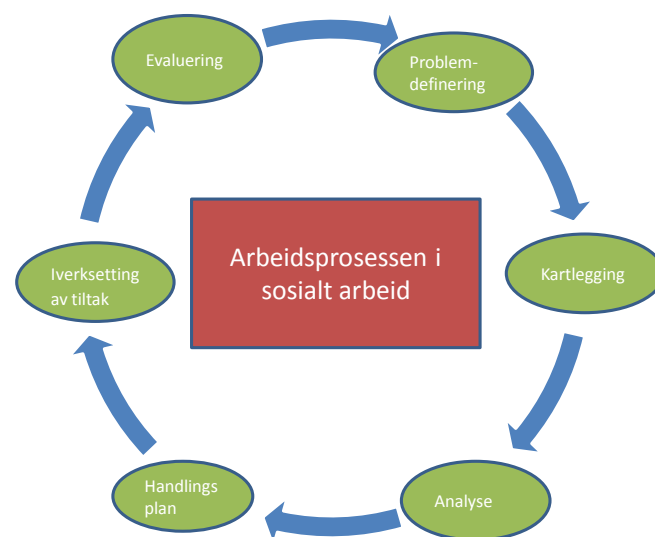 Evaluering
Problem-
definering
Arbeidsprosessen i
sosialt arbeid
Kartlegging
Iverksetting
av tiltak
Handlings
plan
Analyse